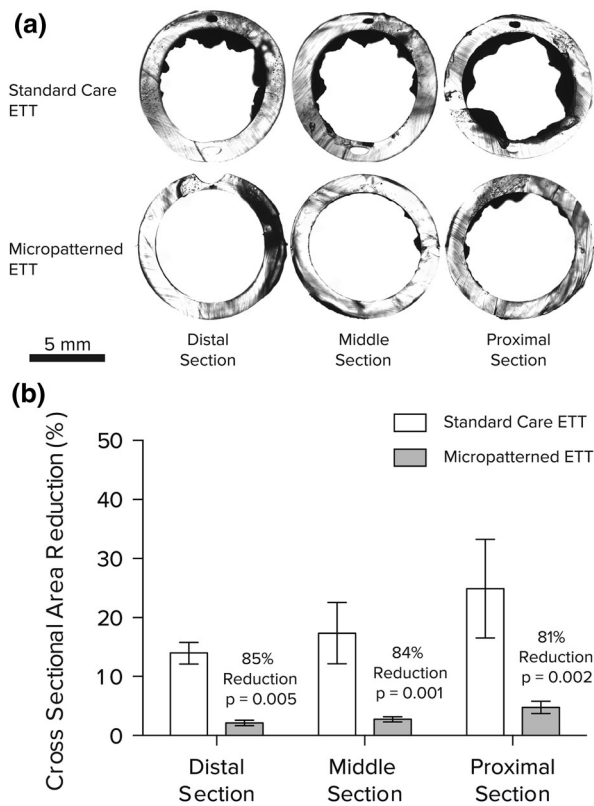 (a)
Standard Care
ETT
Micropatterned
ETT
5 mm
Distal
Section
Middle
Section
Proximal
Section
(b)
Cross Sectional Area Reduction (%)
50
40
30
20
10
0
Standard Care ETT
Micropatterned ETT
85%
Reduction
p = 0.005
84%
Reduction
p = 0.001
81%
Reduction
p = 0.002
Distal
Section
Middle
Section
Proximal
Section